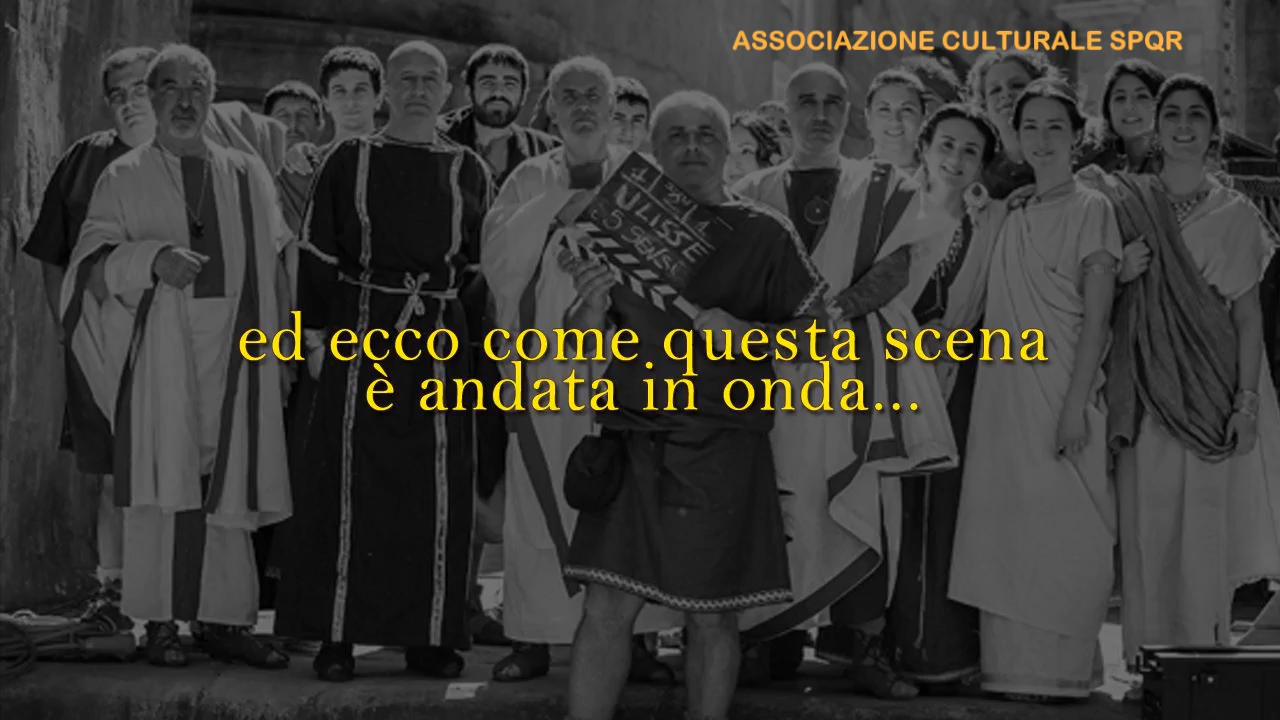 ASSOCIAZIONE CULTURALE SPQR
ULISSE
ed ecco come questa scena
è andata in onda...